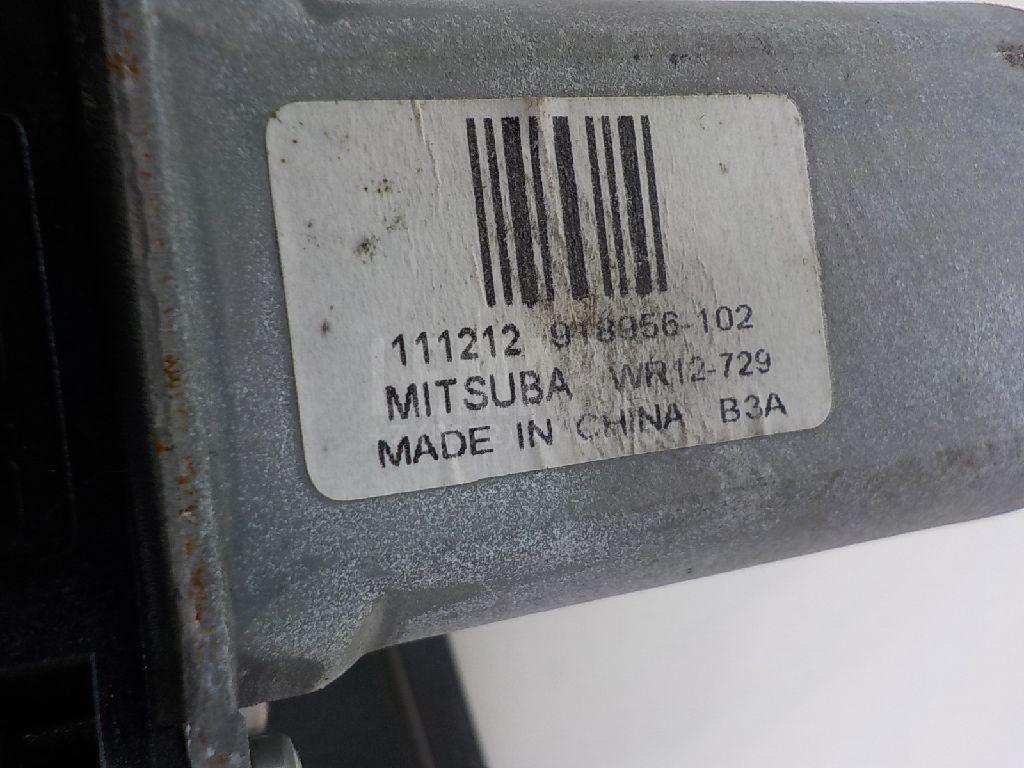 111212 918956-102
MITSUBA WR12-729
MADE IN CHINA B3A